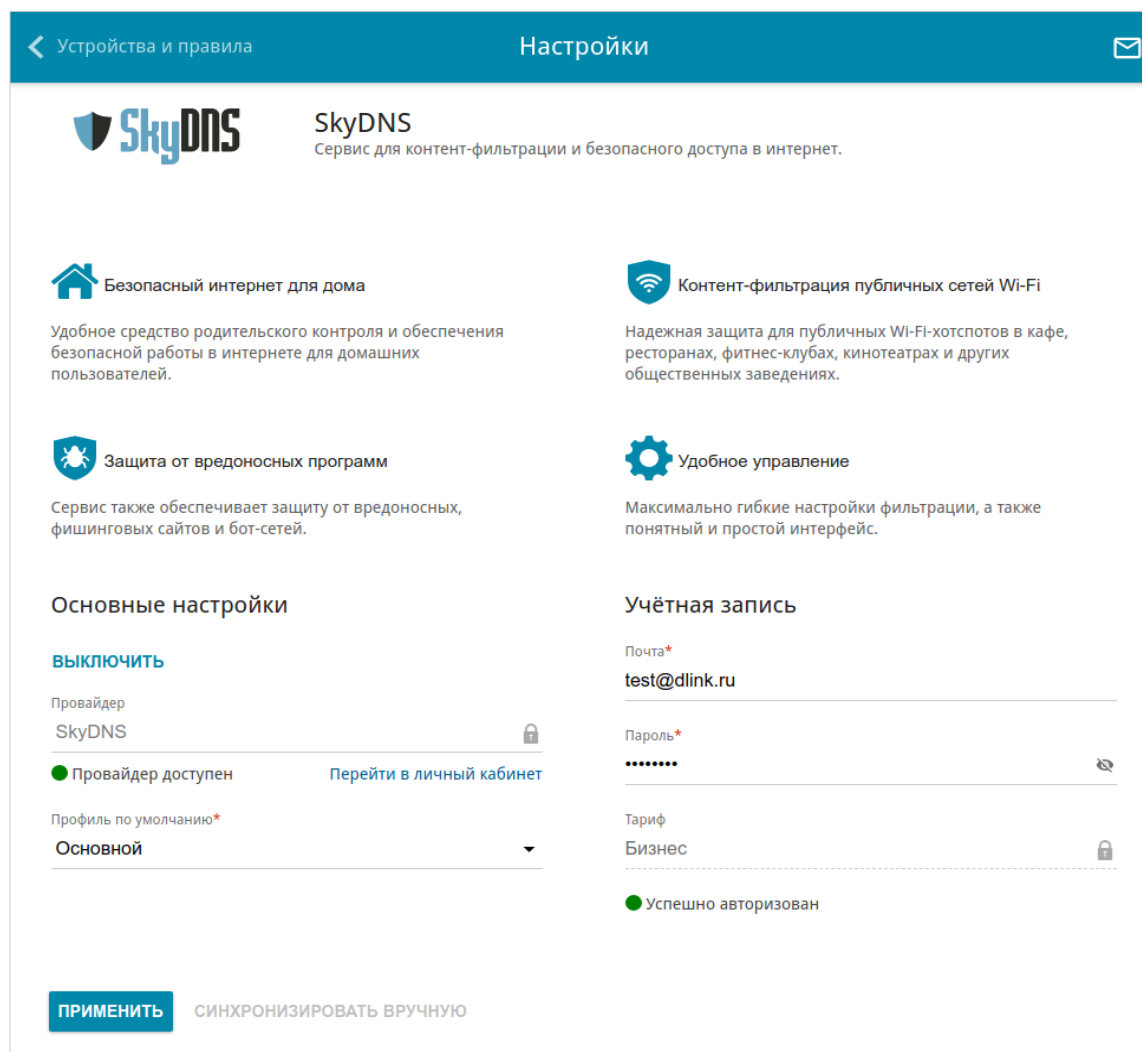 Устройства и правила
Настройки
SkyDNS
SkyDNS
Сервис для контент-фильтрации и безопасного доступа в интернет.
Безопасный интернет для дома
Удобное средство родительского контроля и обеспечения
безопасной работы в интернете для домашних
пользователей.
Контент-фильтрация публичных сетей Wi-Fi
Надежная защита для публичных Wi-Fi-хотспотов в кафе,
ресторанах, фитнес-клубах, кинотеатрах и других
общественных заведениях.
Защита от вредоносных программ
Сервис также обеспечивает защиту от вредоносных,
фишинговых сайтов и бот-сетей.
Удобное управление
Максимально гибкие настройки фильтрации, а также
понятный и простой интерфейс.
Основные настройки
ВЫКЛЮЧИТЬ
Провайдер
SkyDNS
Провайдер доступен
Перейти в личный кабинет
Профиль по умолчанию*
Основной
Учётная запись
Почта*
test@dlink.ru
Пароль*
••••••••
Тариф
Бизнес
Успешно авторизован
ПРИМЕНИТЬ
СИНХРОНИЗИРОВАТЬ ВРУЧНУЮ